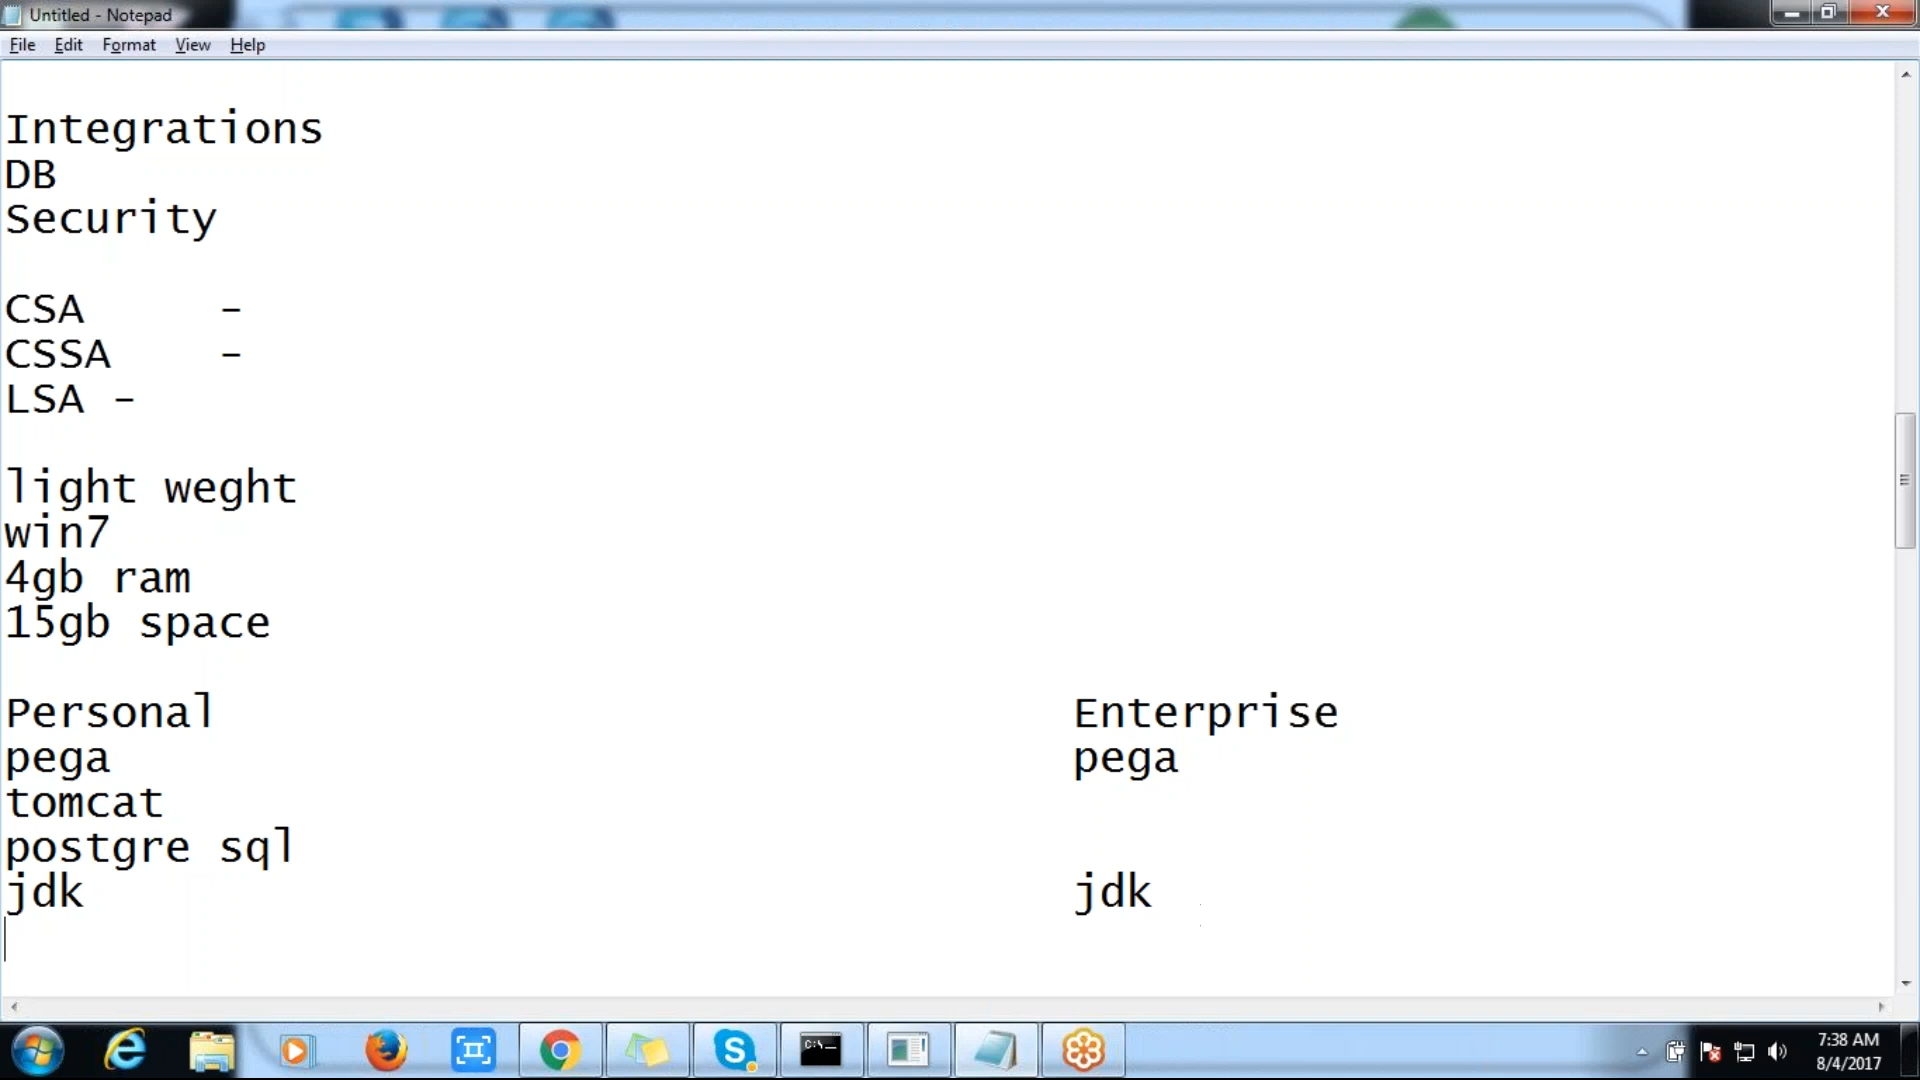 Untitled - Notepad
File Edit Format View Help
Integrations
DB
Security
CSA -
CSSA -
LSA -
light weght
win7
4gb ram
15gb space
Personal Enterprise
pega pega
tomcat
postgre sql
jdk jdk
7:38 AM
8/4/2017